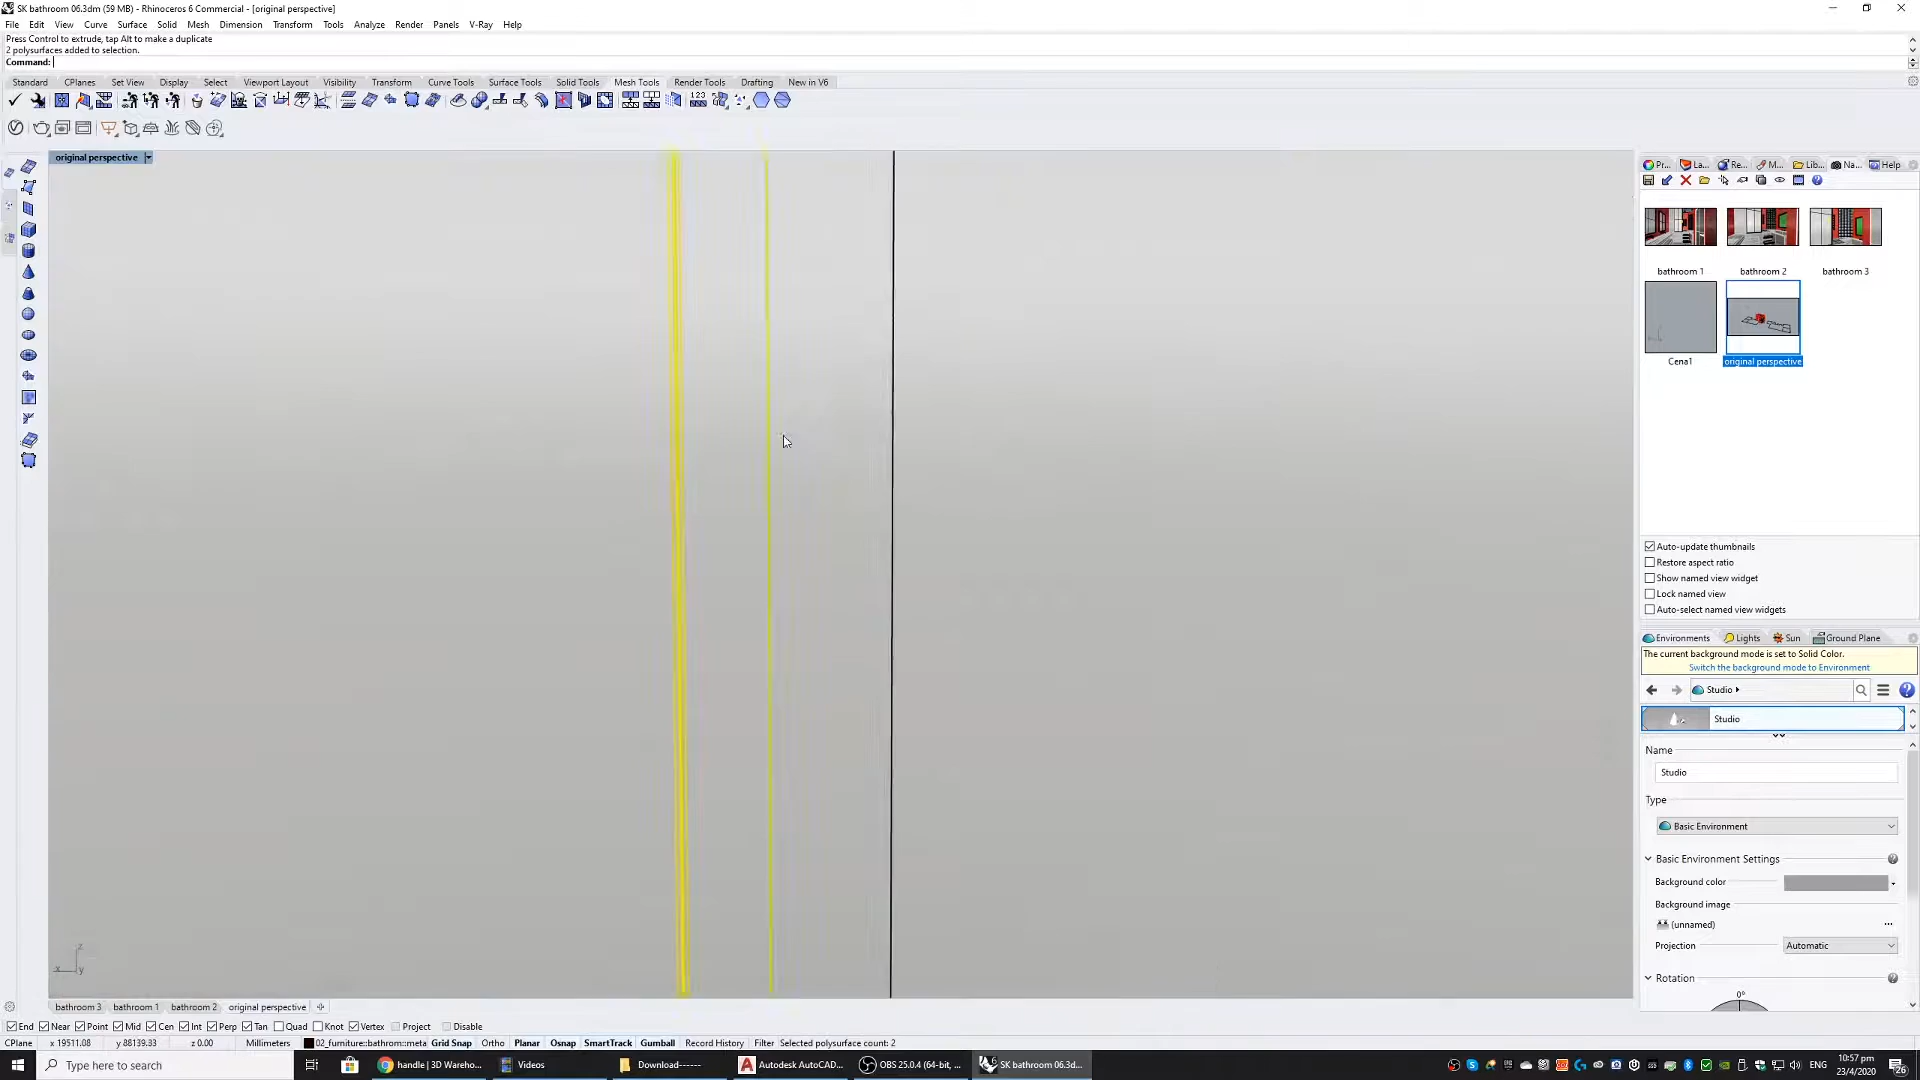 SK bathroom 06.3dm (59 MB) - Rhinoceros 6 Commercial - [original perspective]
File Edit View Curve Surface Solid Mesh Dimension Transform Tools Analyze Render Panels V-Ray Help
Press Control to extrude, tap Alt to make a duplicate
2 polysurfaces added to selection.
Command:
Standard CPlanes Set View Display Select Viewport Layout Visibility Transform Curve Tools Surface Tools Solid Tools Mesh Tools Render Tools Drafting New in V6
123
original perspective
Pr... La... Re... M... Lib... Na... Help
bathroom 1 bathroom 2 bathroom 3
Cena1 original perspective
Auto-update thumbnails
Restore aspect ratio
Show named view widget
Lock named view
Auto-select named view widgets
Environments Lights Sun Ground Plane
The current background mode is set to Solid Color.
Switch the background mode to Environment
Studio
Studio
Name
Studio
Type
Basic Environment
Basic Environment Settings
Background color
Background image
(unnamed) ...
Projection Automatic
Rotation
0°
z
x y
bathroom 3 bathroom 1 bathroom 2 original perspective
End Near Point Mid Cen Int Perp Tan Quad Knot Vertex Project Disable
CPlane x 19511.08 y 88139.33 z 0.00 Millimeters 02_furniture::bathrom::meta Grid Snap Ortho Planar Osnap SmartTrack Gumball Record History Filter Selected polysurface count: 2
Type here to search handle | 3D Wareho... Videos Download------ Autodesk AutoCAD... OBS 25.0.4 (64-bit, ... SK bathroom 06.3d... ENG 10:57 pm
23/4/2020